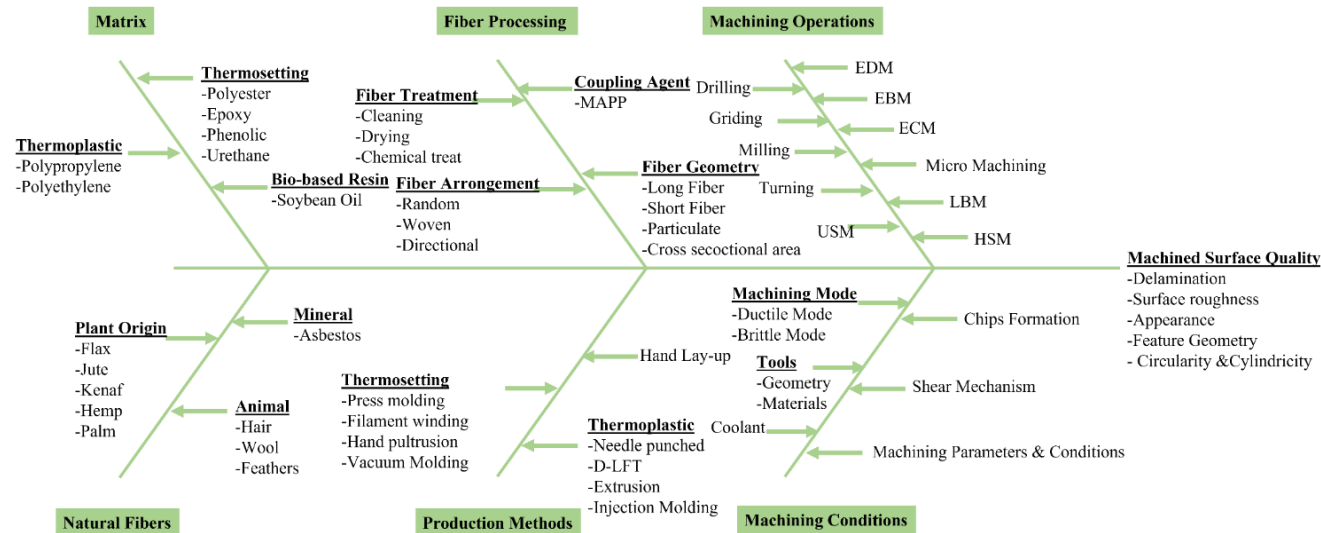 Matrix
Fiber Processing
Machining Operations
Thermosetting
-Polyester
-Epoxy
-Phenolic
-Urethane
Thermoplastic
-Polypropylene
-Polyethylene
Bio-based Resin
-Soybean Oil
Fiber Treatment
-Cleaning
-Drying
-Chemical treat
Coupling Agent
-MAPP
Fiber Arrongement
-Random
-Woven
-Directional
Fiber Geometry
-Long Fiber
-Short Fiber
-Particulate
-Cross secoctional area
Drilling
Griding
Milling
Turning
USM
EDM
EBM
ECM
Micro Machining
LBM
HSM
Machined Surface Quality
-Delamination
-Surface roughness
-Appearance
-Feature Geometry
- Circularity &Cylindricity
Plant Origin
-Flax
-Jute
-Kenaf
-Hemp
-Palm
Mineral
-Asbestos
Animal
-Hair
-Wool
-Feathers
Thermosetting
-Press molding
-Filament winding
-Hand pultrusion
-Vacuum Molding
Hand Lay-up
Thermoplastic
-Needle punched
-D-LFT
-Extrusion
-Injection Molding
Machining Mode
-Ductile Mode
-Brittle Mode
Tools
-Geometry
-Materials
Coolant
Chips Formation
Shear Mechanism
Machining Parameters & Conditions
Natural Fibers
Production Methods
Machining Conditions